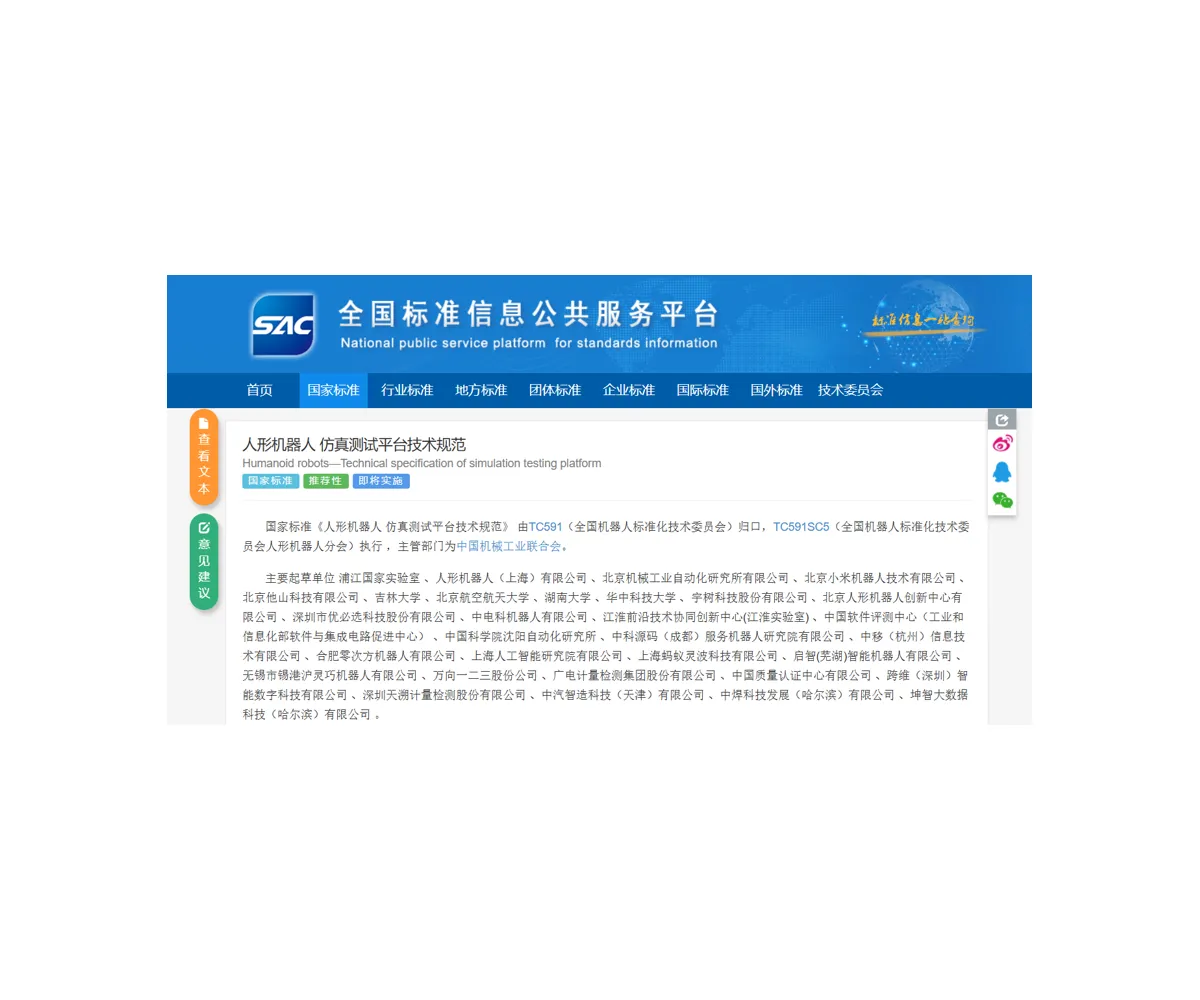 SAC
全国标准信息公共服务平台
National public service platform for standards information
标准信息一站查询
首页 国家标准 行业标准 地方标准 团体标准 企业标准 国际标准 国外标准 技术委员会
查看文本
意见建议
人形机器人 仿真测试平台技术规范
Humanoid robots—Technical specification of simulation testing platform
国家标准 推荐性 即将实施
国家标准《人形机器人 仿真测试平台技术规范》 由TC591（全国机器人标准化技术委员会）归口，TC591SC5（全国机器人标准化技术委
员会人形机器人分会）执行 ，主管部门为中国机械工业联合会。
主要起草单位 浦江国家实验室 、人形机器人（上海）有限公司 、北京机械工业自动化研究所有限公司 、北京小米机器人技术有限公司 、
北京他山科技有限公司 、吉林大学 、北京航空航天大学 、湖南大学 、华中科技大学 、宇树科技股份有限公司 、北京人形机器人创新中心有
限公司 、深圳市优必选科技股份有限公司 、中电科机器人有限公司 、江淮前沿技术协同创新中心(江淮实验室) 、中国软件评测中心（工业和
信息化部软件与集成电路促进中心） 、中国科学院沈阳自动化研究所 、中科源码（成都）服务机器人研究院有限公司 、中移（杭州）信息技
术有限公司 、合肥零次方机器人有限公司 、上海人工智能研究院有限公司 、上海蚂蚁灵波科技有限公司 、启智(芜湖)智能机器人有限公司 、
无锡市锡港沪灵巧机器人有限公司 、万向一二三股份公司 、广电计量检测集团股份有限公司 、中国质量认证中心有限公司 、跨维（深圳）智
能数字科技有限公司 、深圳天溯计量检测股份有限公司 、中汽智造科技（天津）有限公司 、中焊科技发展（哈尔滨）有限公司 、坤智大数据
科技（哈尔滨）有限公司 。